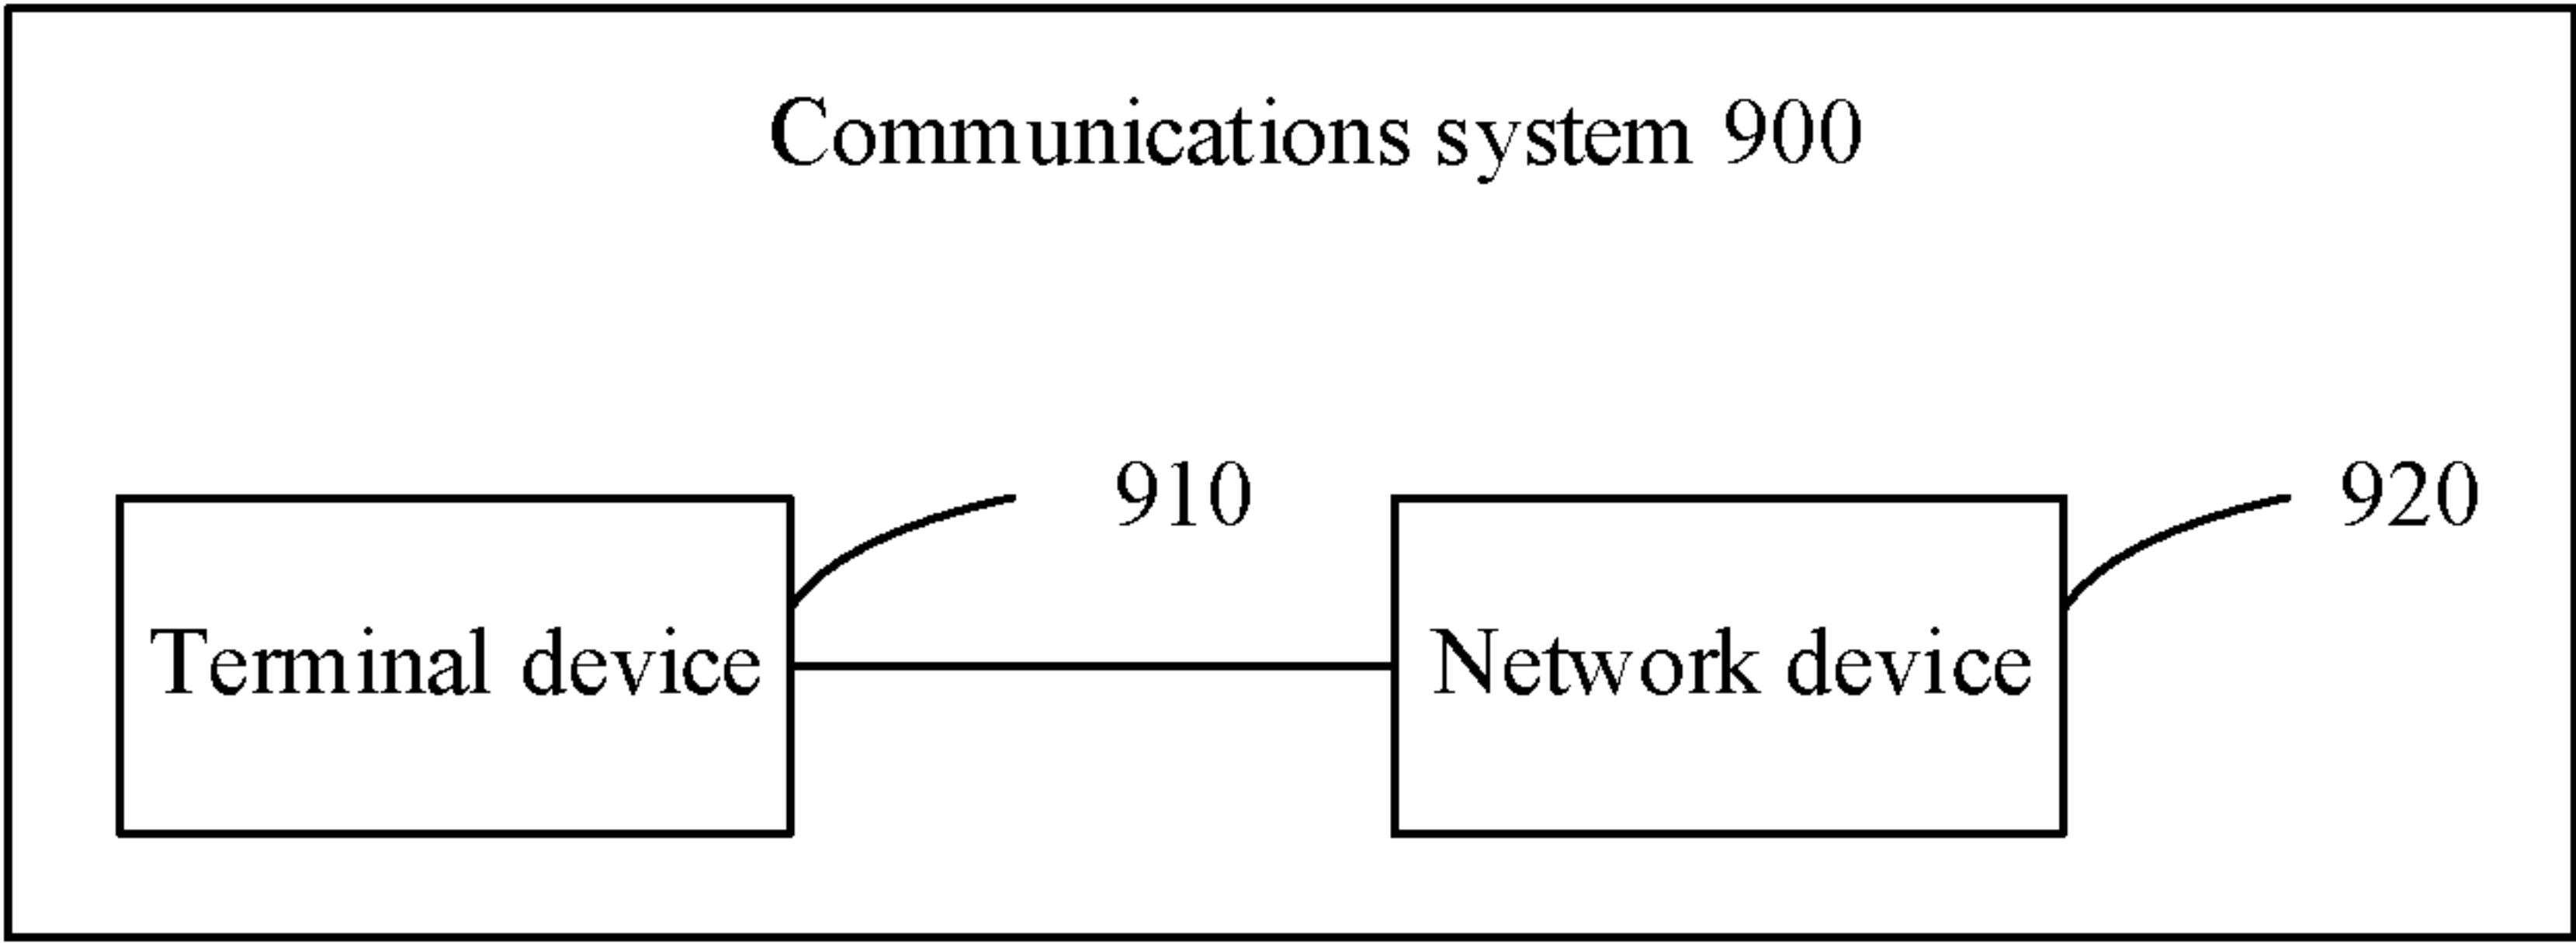 Communications system 900
910
920
Terminal device
Network device